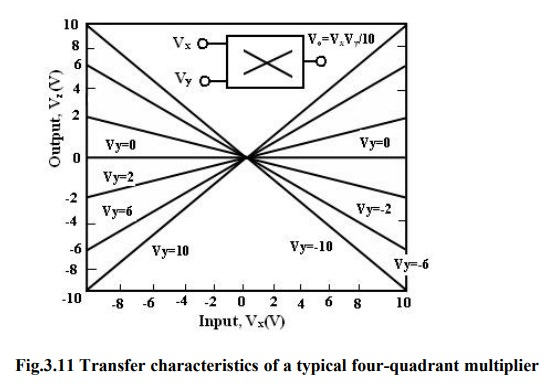 10
8
6
4
2
0
-2
-4
-6
-8
-10
Output, Vz(V)
Vx
Vy
Vo=VxVy/10
Vy=0
Vy=0
Vy=2
Vy=-2
Vy=6
Vy=10
Vy=-10
Vy=-6
-8 -6 -4 -2 0 2 4 6 8 10
Input, Vx(V)
Fig.3.11 Transfer characteristics of a typical four-quadrant multiplier